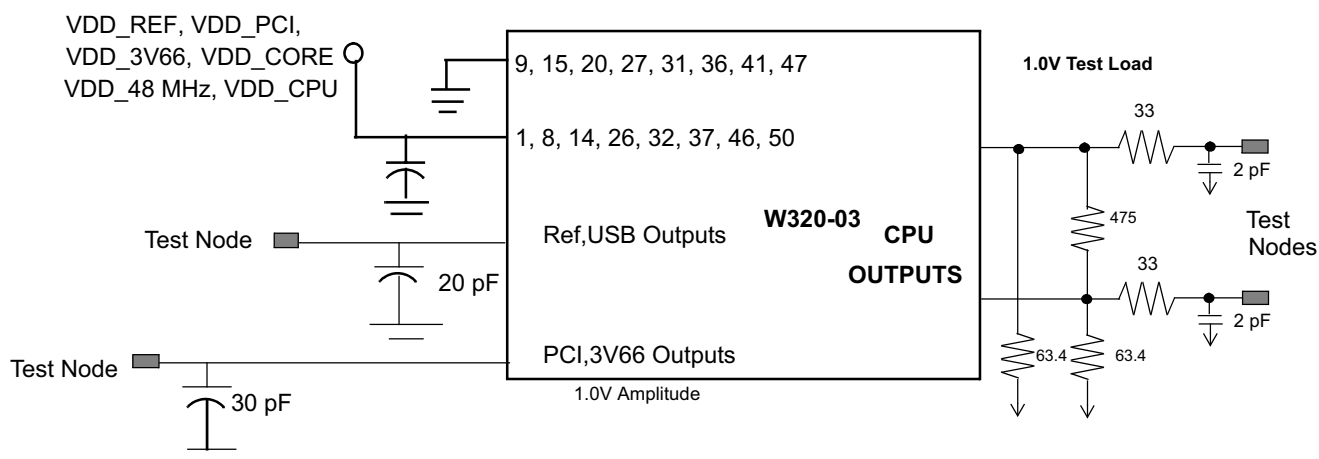 VDD_REF, VDD_PCI,
VDD_3V66, VDD_CORE
VDD_48 MHz, VDD_CPU
9, 15, 20, 27, 31, 36, 41, 47
1, 8, 14, 26, 32, 37, 46, 50
1.0V Test Load
33
2 pF
475
Test
Nodes
33
2 pF
63.4
63.4
W320-03
CPU
OUTPUTS
Test Node
Ref,USB Outputs
20 pF
Test Node
PCI,3V66 Outputs
30 pF
1.0V Amplitude